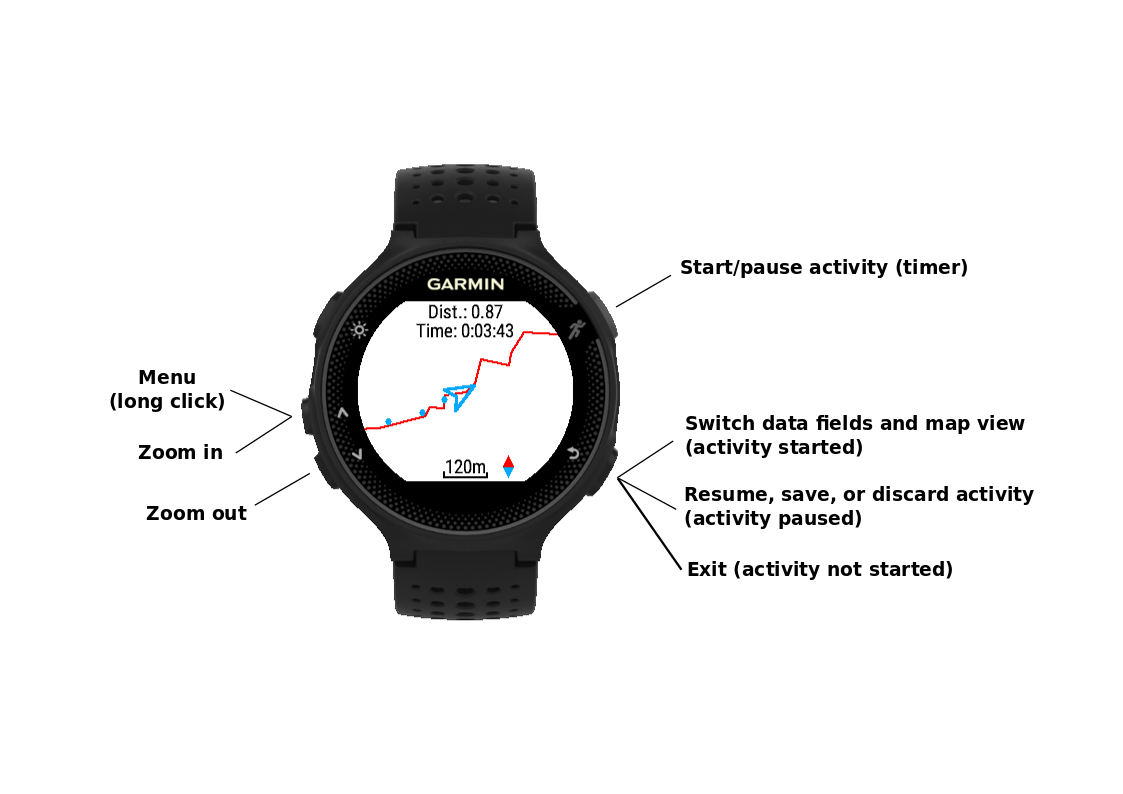 GARMIN
Dist.: 0.87
Time: 0:03:43
120m
Menu
(long click)
Zoom in
Zoom out
Start/pause activity (timer)
Switch data fields and map view
(activity started)
Resume, save, or discard activity
(activity paused)
Exit (activity not started)